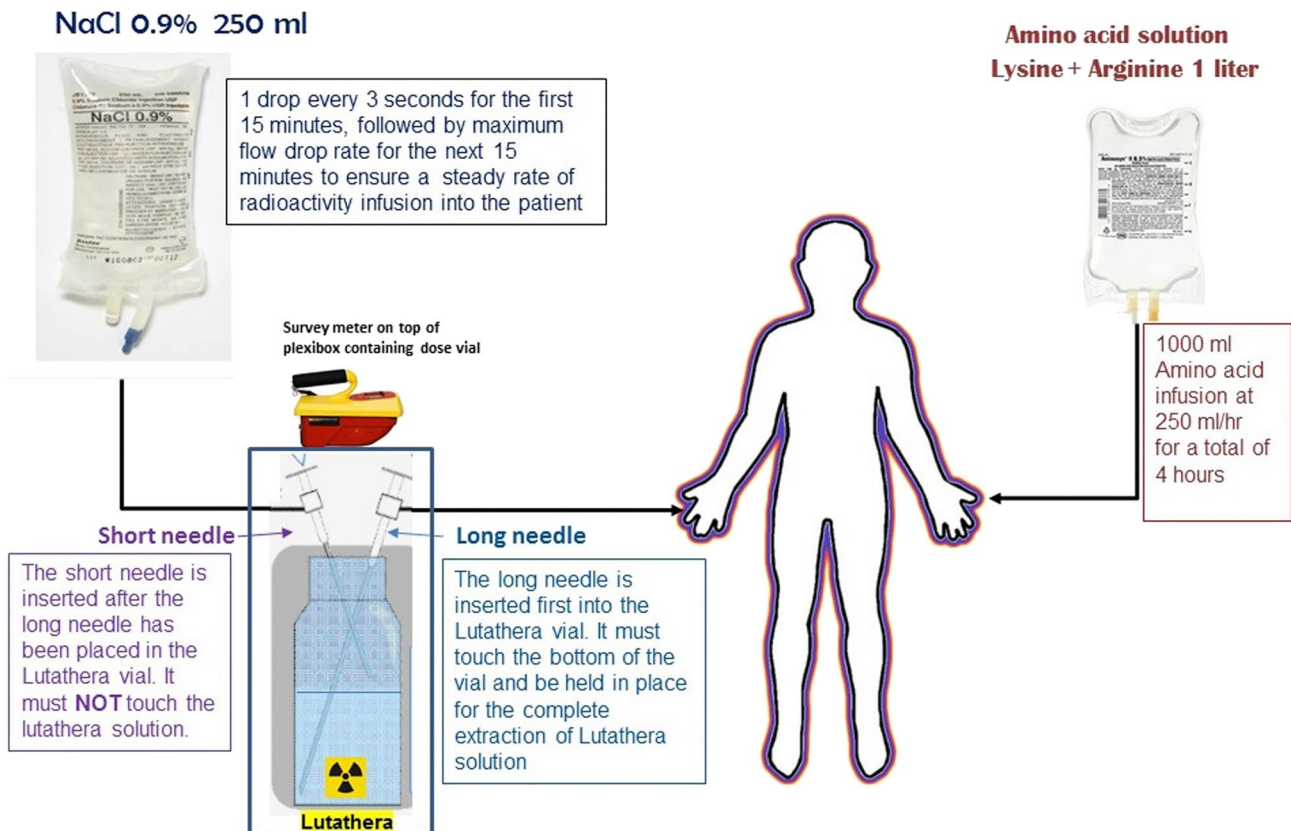 NaCl 0.9% 250 ml
Amino acid solution
Lysine + Arginine 1 liter
NaCl 0.9%
1 drop every 3 seconds for the first
15 minutes, followed by maximum
flow drop rate for the next 15
minutes to ensure a steady rate of
radioactivity infusion into the patient
Survey meter on top of
plexibox containing dose vial
1000 ml
Amino acid
infusion at
250 ml/hr
for a total of
4 hours
Short needle
Long needle
The short needle is
inserted after the
long needle has
been placed in the
Lutathera vial. It
must NOT touch the
lutathera solution.
The long needle is
inserted first into the
Lutathera vial. It must
touch the bottom of the
vial and be held in place
for the complete
extraction of Lutathera
solution
Lutathera